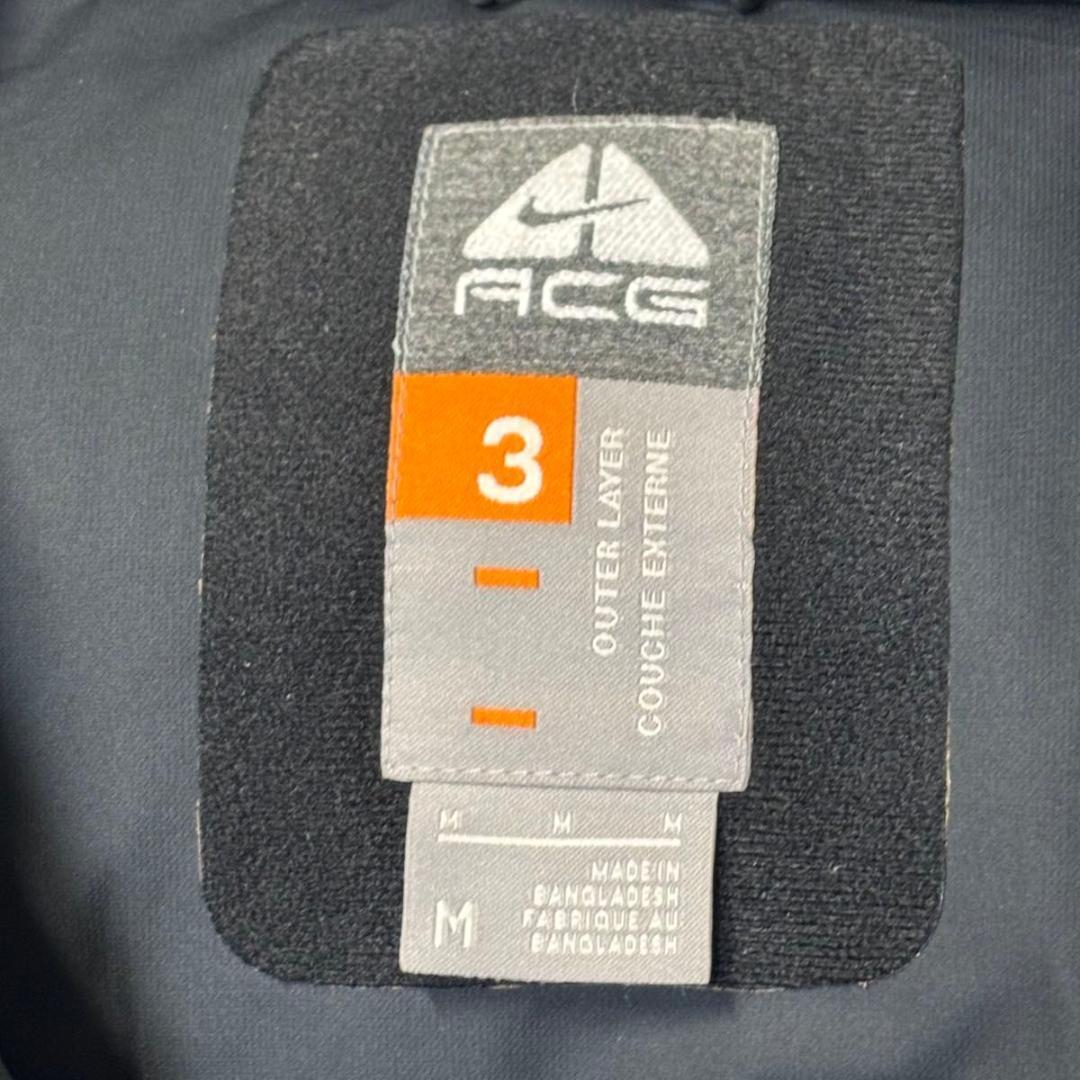 ACG
3
OUTER LAYER
COUCHE EXTERNE
M M M
M
MADE IN
BANGLADESH
FABRIQUE AU
BANGLADESH